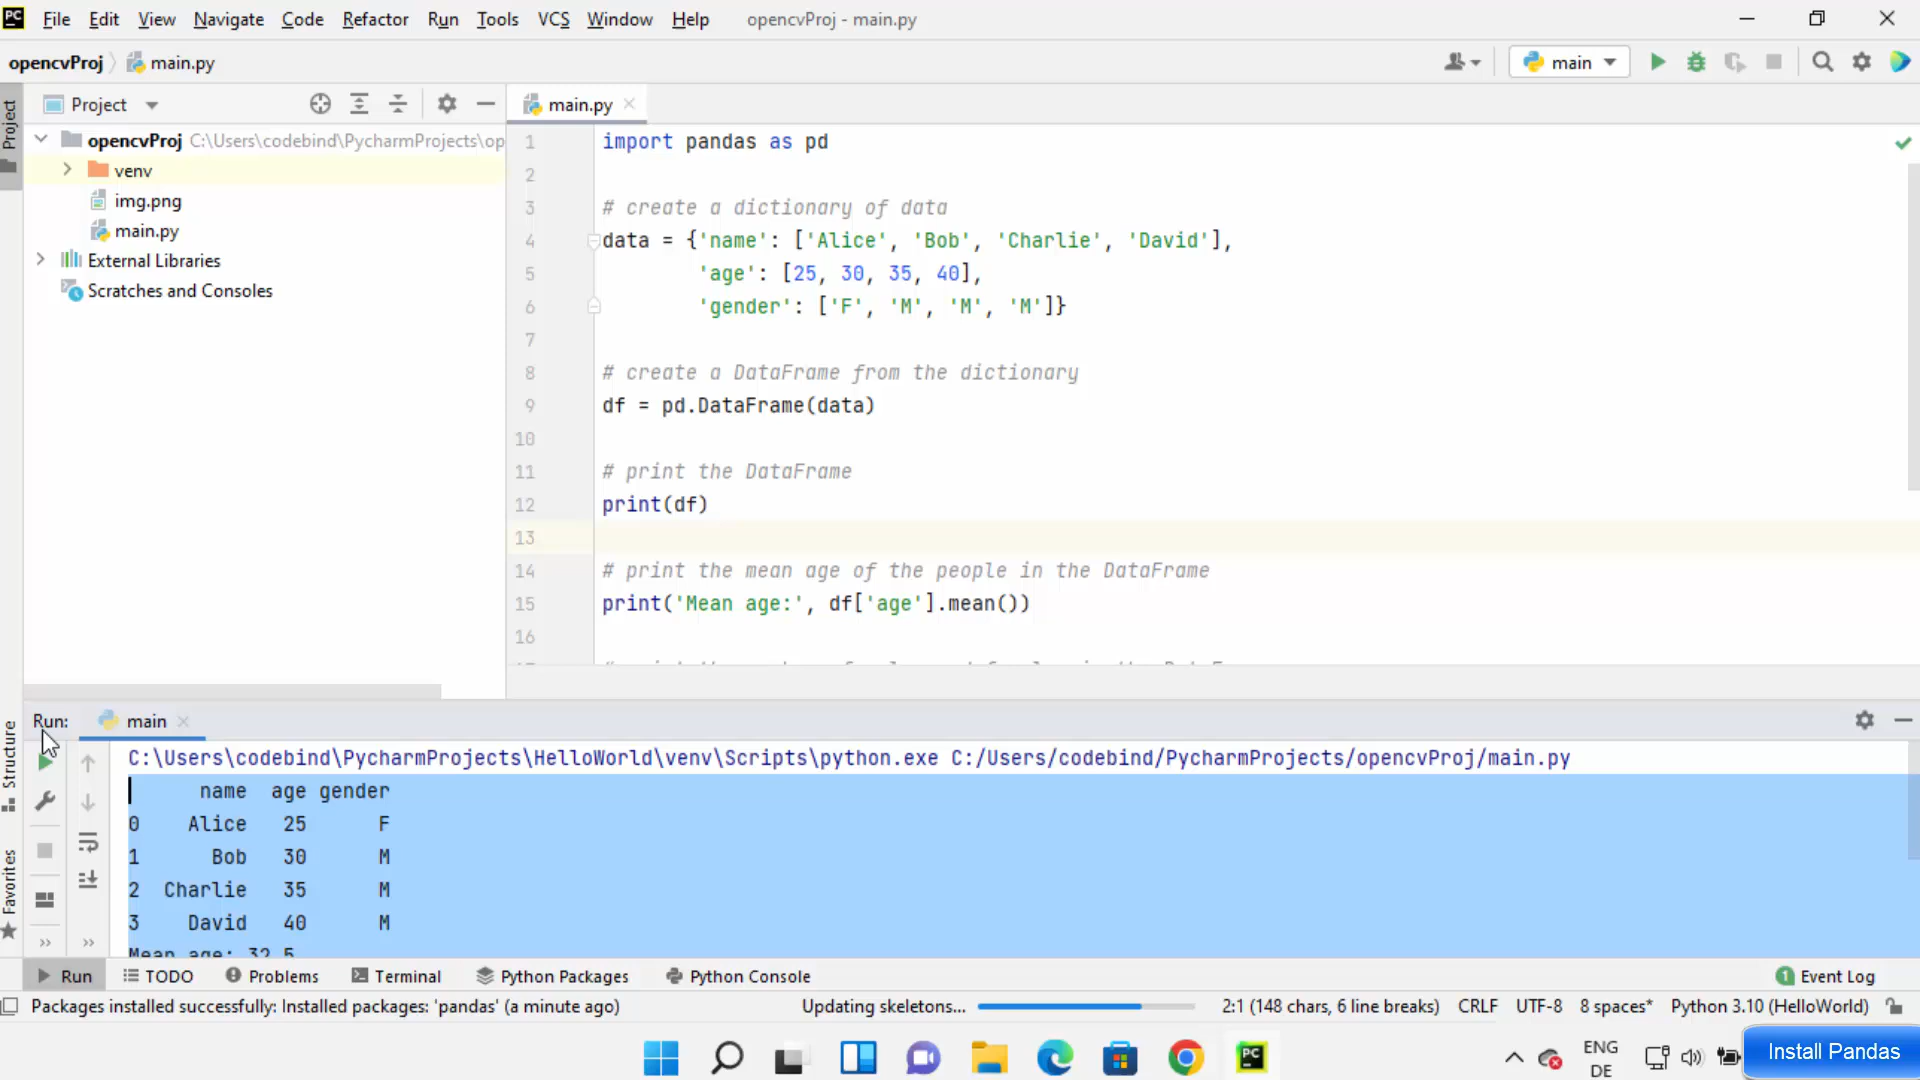 PC File Edit View Navigate Code Refactor Run Tools VCS Window Help opencvProj - main.py
opencvProj main.py main
Project
Project
main.py
opencvProj C:\Users\codebind\PycharmProjects\op
venv
img.png
main.py
External Libraries
Scratches and Consoles
1 import pandas as pd
2
3 # create a dictionary of data
4 data = {'name': ['Alice', 'Bob', 'Charlie', 'David'],
5 'age': [25, 30, 35, 40],
6 'gender': ['F', 'M', 'M', 'M']}
7
8 # create a DataFrame from the dictionary
9 df = pd.DataFrame(data)
10
11 # print the DataFrame
12 print(df)
13
14 # print the mean age of the people in the DataFrame
15 print('Mean age:', df['age'].mean())
16
Structure
Favorites
Run: main
C:\Users\codebind\PycharmProjects\HelloWorld\venv\Scripts\python.exe C:/Users/codebind/PycharmProjects/opencvProj/main.py
name age gender
0 Alice 25 F
1 Bob 30 M
2 Charlie 35 M
3 David 40 M
Mean age: 32.5
Run TODO Problems Terminal Python Packages Python Console 1 Event Log
Packages installed successfully: Installed packages: 'pandas' (a minute ago) Updating skeletons... 2:1 (148 chars, 6 line breaks) CRLF UTF-8 8 spaces* Python 3.10 (HelloWorld)
PC
ENG
DE
Install Pandas